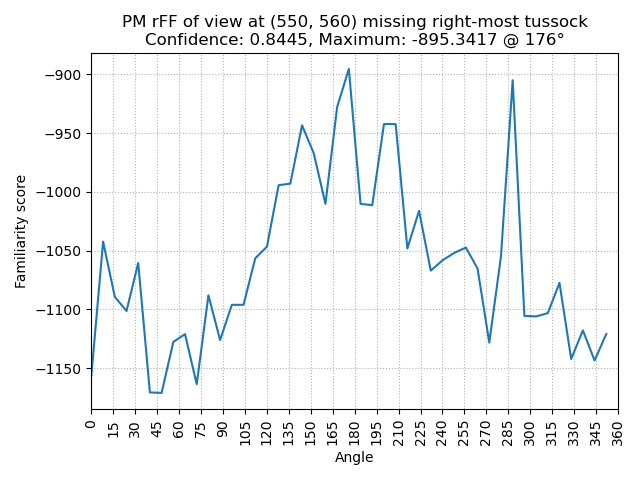 PM rFF of view at (550, 560) missing right-most tussock
Confidence: 0.8445, Maximum: -895.3417 @ 176°
Familiarity score
−900
−950
−1000
−1050
−1100
−1150
0 15 30 45 60 75 90 105 120 135 150 165 180 195 210 225 240 255 270 285 300 315 330 345 360
Angle